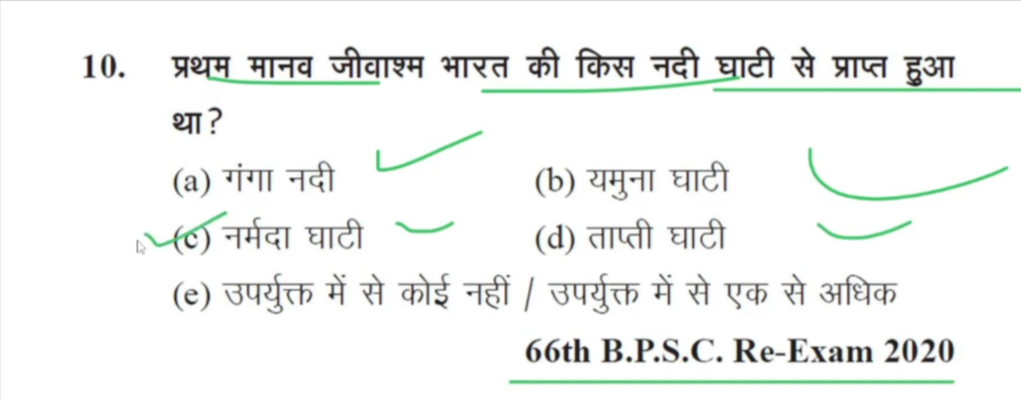 10. प्रथम मानव जीवाश्म भारत की किस नदी घाटी से प्राप्त हुआ
था?
(a) गंगा नदी (b) यमुना घाटी
(c) नर्मदा घाटी (d) ताप्ती घाटी
(e) उपर्युक्त में से कोई नहीं / उपर्युक्त में से एक से अधिक
66th B.P.S.C. Re-Exam 2020